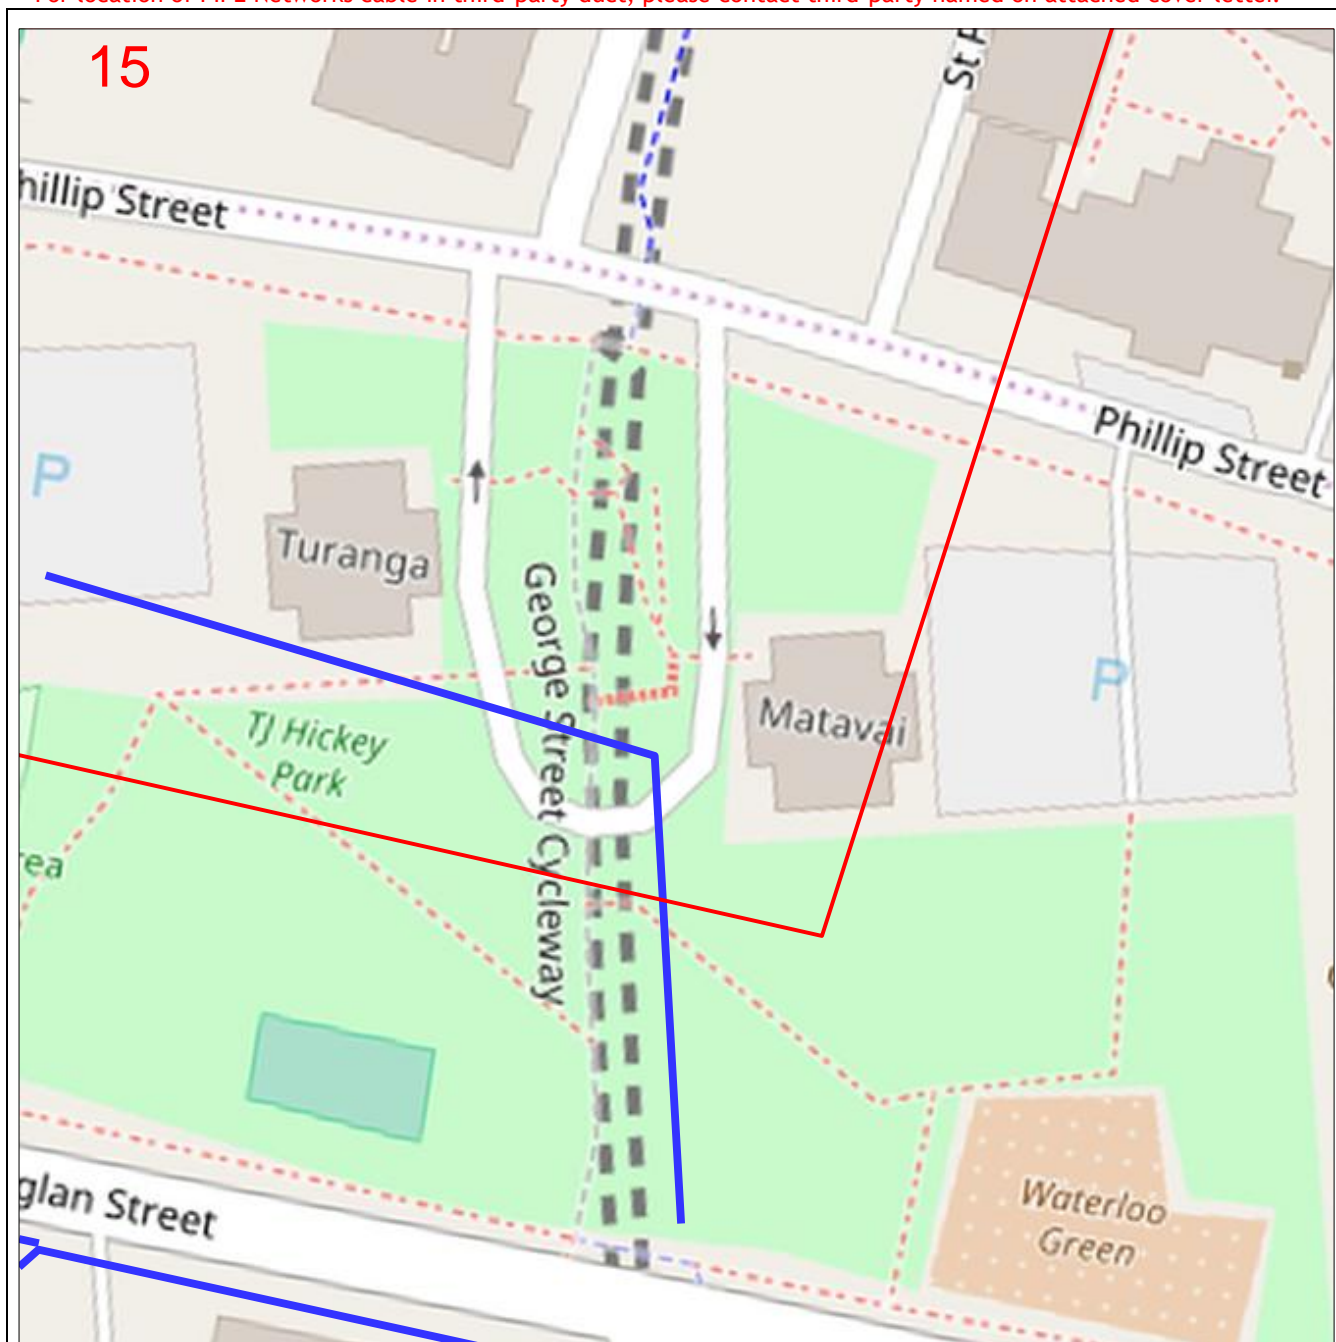 15
St P
hillip Street
Phillip Street
P
Turanga
George Street Cycleway
P
Matavai
TJ Hickey
Park
rea
glan Street
Waterloo
Green